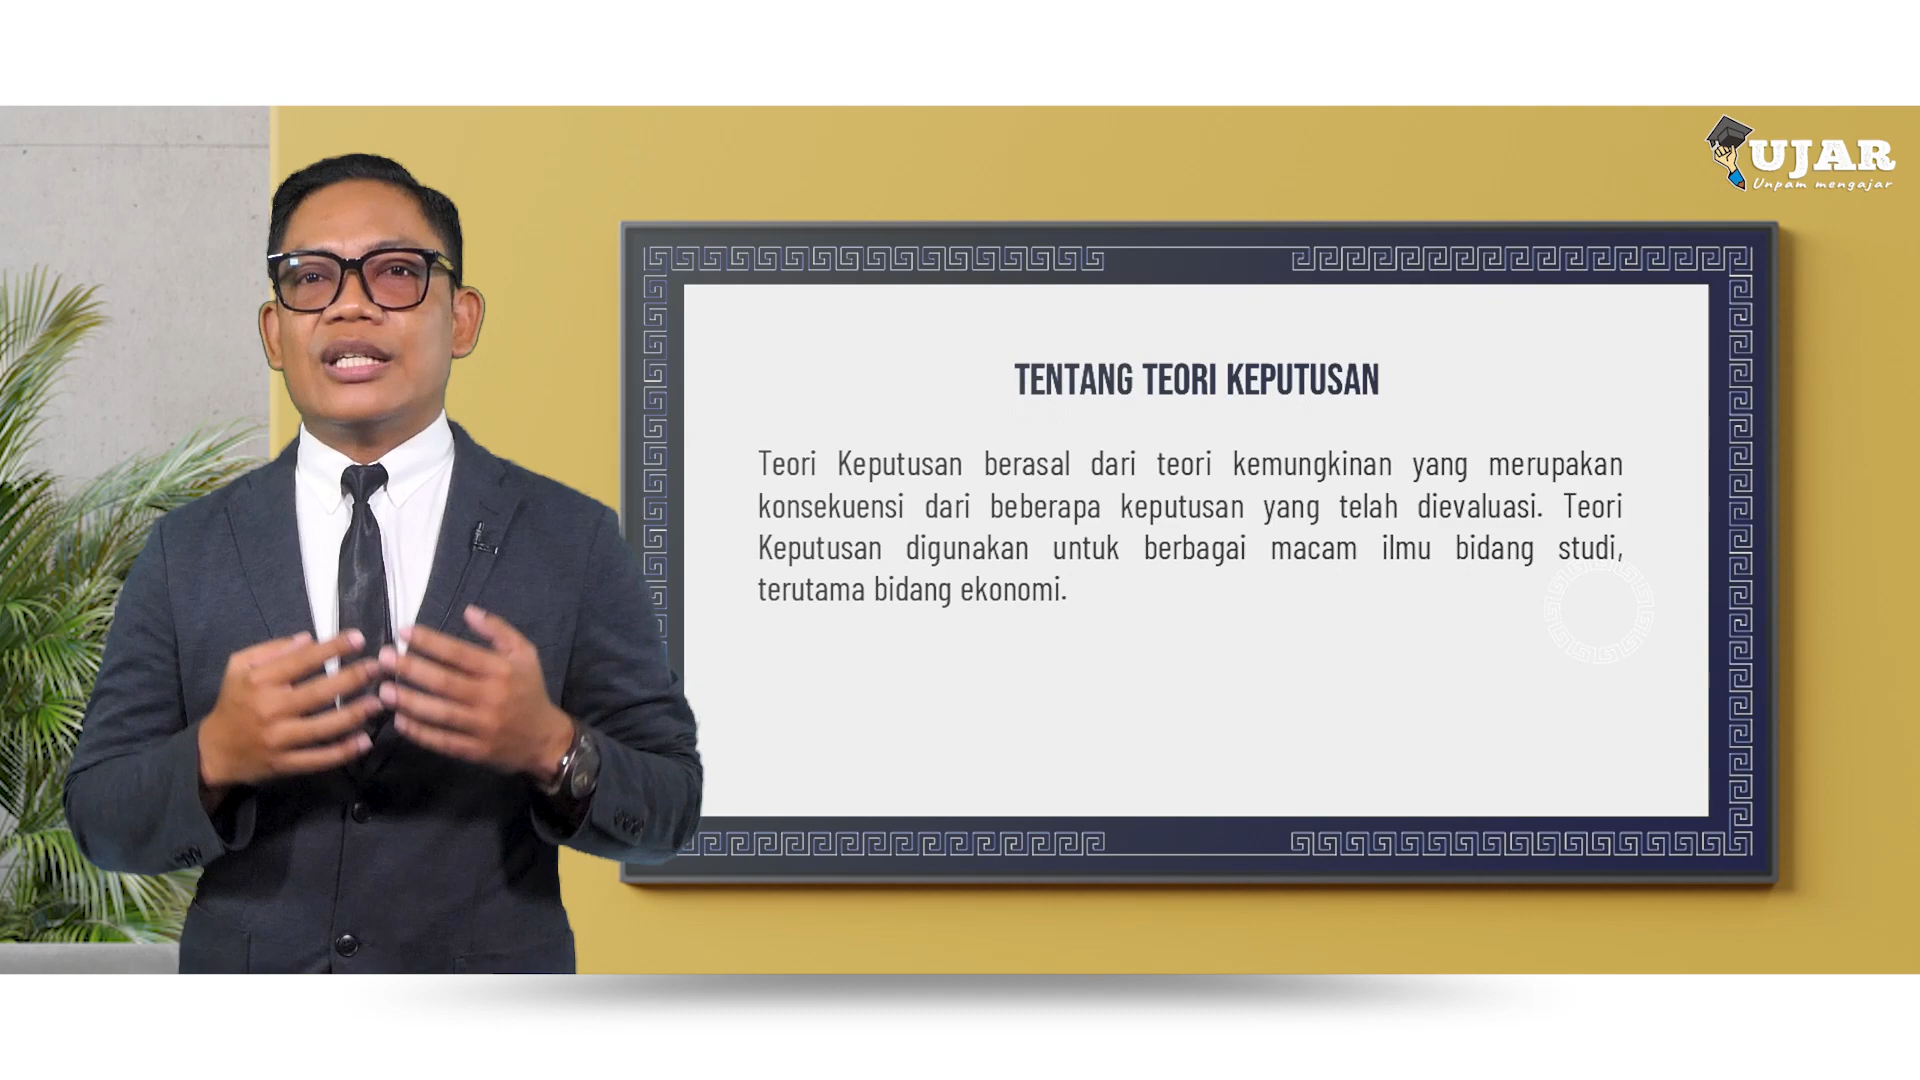 UJAR
Unpam mengajar
TENTANG TEORI KEPUTUSAN
Teori Keputusan berasal dari teori kemungkinan yang merupakan
konsekuensi dari beberapa keputusan yang telah dievaluasi. Teori
Keputusan digunakan untuk berbagai macam ilmu bidang studi,
terutama bidang ekonomi.